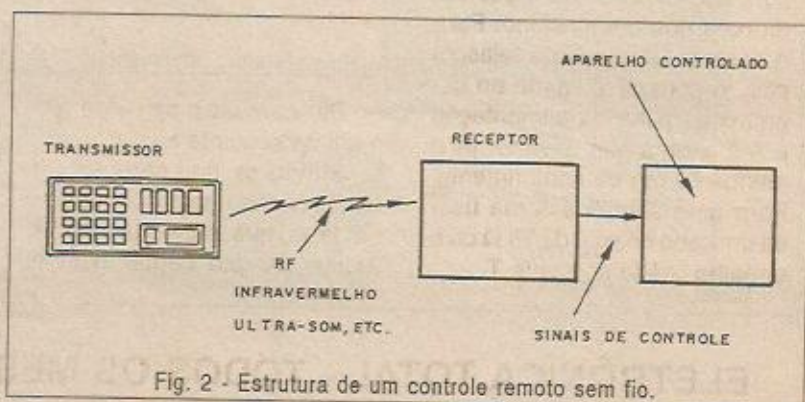 APARELHO CONTROLADO
RECEPTOR
TRANSMISSOR
RF
INFRAVERMELHO
ULTRA-SOM, ETC.
SINAIS DE CONTROLE
Fig. 2 - Estrutura de um controle remoto sem fio.